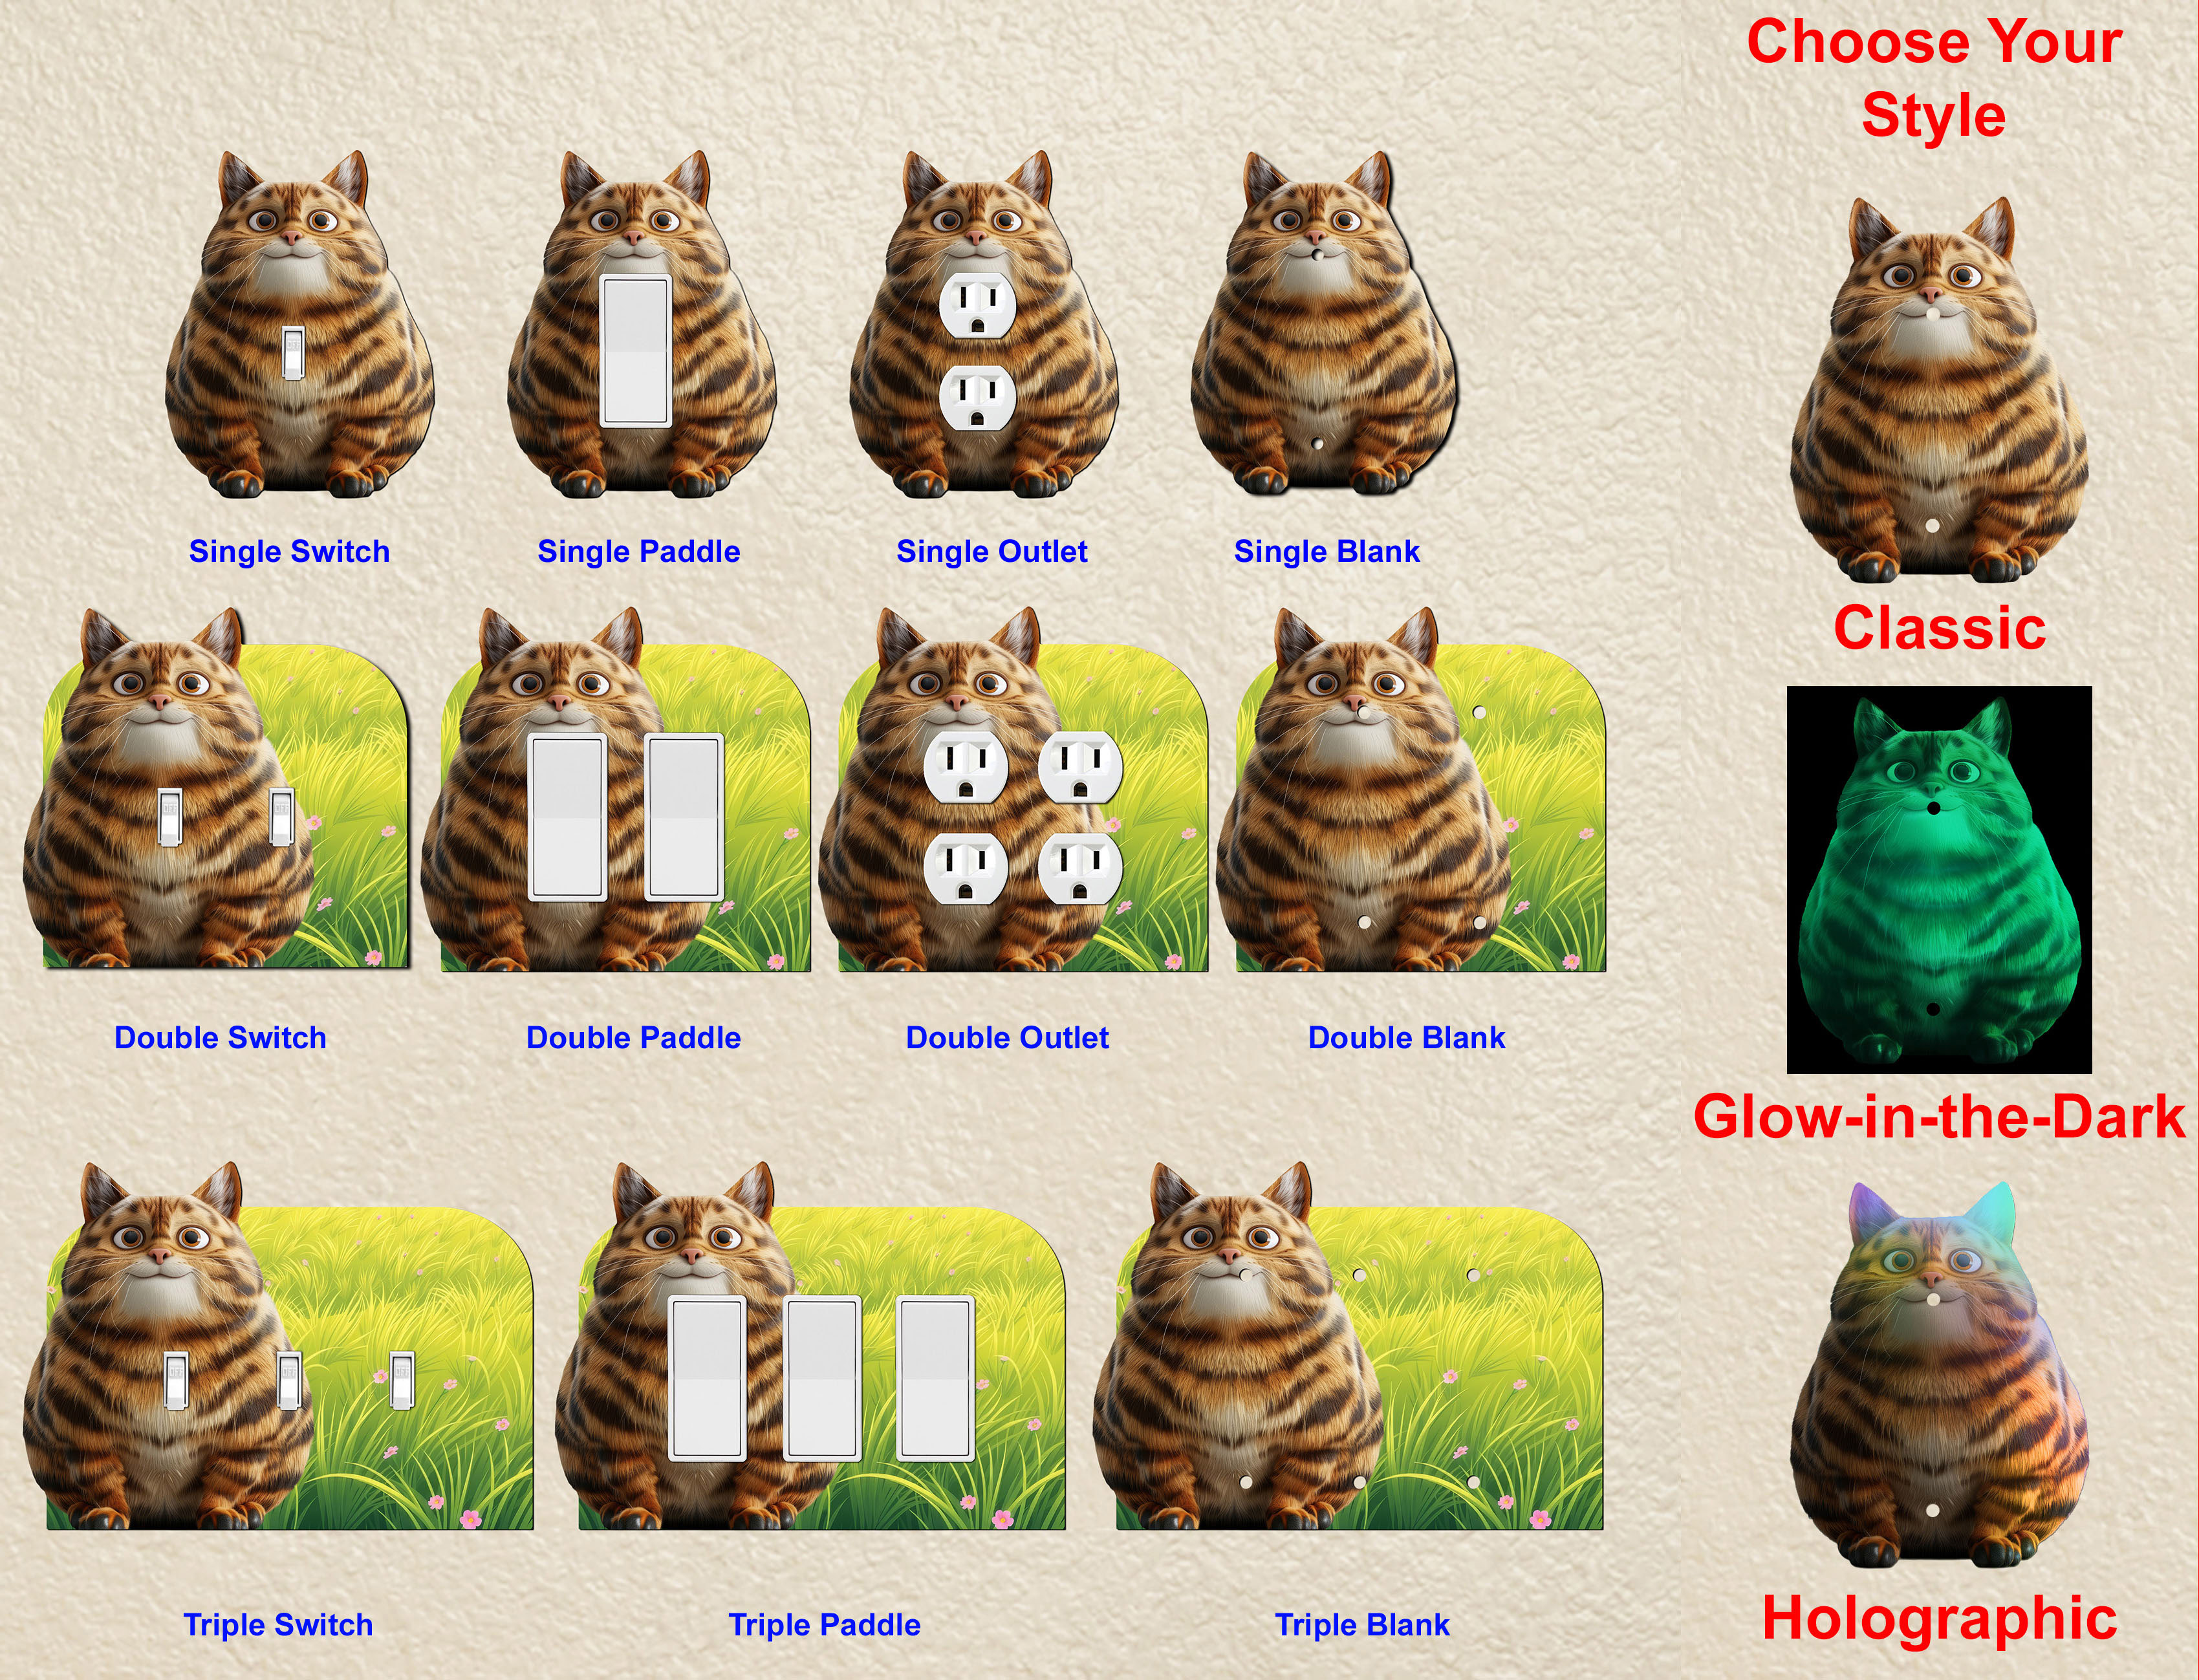 Choose Your
Style
Single Switch
Single Paddle
Single Outlet
Single Blank
Classic
Double Switch
Double Paddle
Double Outlet
Double Blank
Glow-in-the-Dark
Triple Switch
Triple Paddle
Triple Blank
Holographic